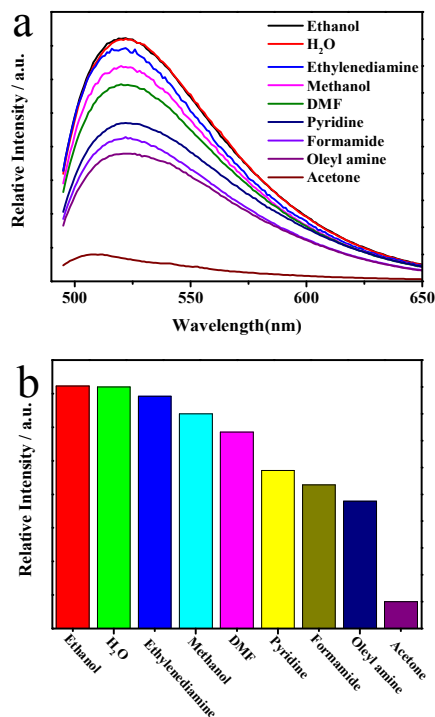 a
Relative Intensity / a.u.
Ethanol
H₂O
Ethylenediamine
Methanol
DMF
Pyridine
Formamide
Oleyl amine
Acetone
500 550 600 650
Wavelength(nm)
b
Relative Intensity / a.u.
Ethanol
H₂O
Ethylenediamine
Methanol
DMF
Pyridine
Formamide
Oleyl amine
Acetone